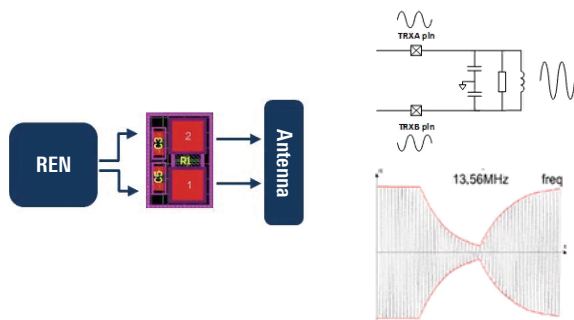 REN
C3
C5
2
R1
1
Antenna
TRXA pin
TRXB pin
13,56MHz
freq